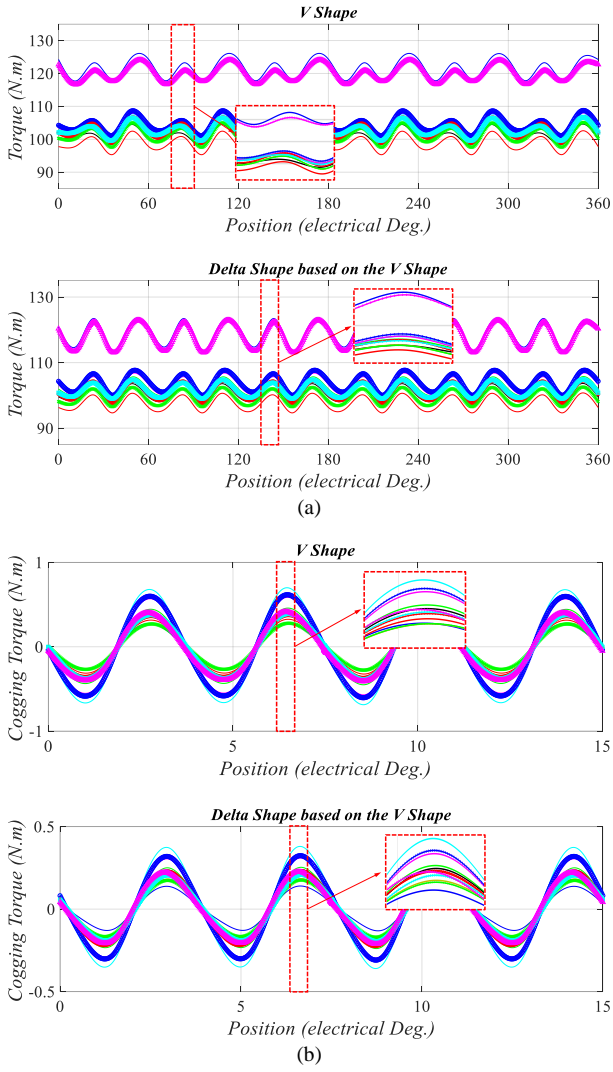 V Shape
Torque (N.m)
130
115
100
90
0 60 120 180 240 300 360
Position (electrical Deg.)
Delta Shape based on the V Shape
Torque (N.m)
130
110
90
0 60 120 180 240 300 360
Position (electrical Deg.)
(a)
V Shape
Cogging Torque (N.m)
1
0
-1
0 5 10 15
Position (electrical Deg.)
Delta Shape based on the V Shape
Cogging Torque (N.m)
0.5
0
-0.5
0 5 10 15
Position (electrical Deg.)
(b)